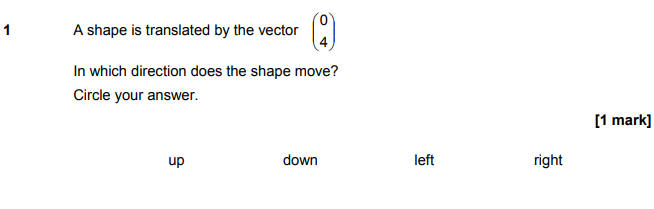 1 A shape is translated by the vector (0 4)
In which direction does the shape move?
Circle your answer.
[1 mark]
up down left right